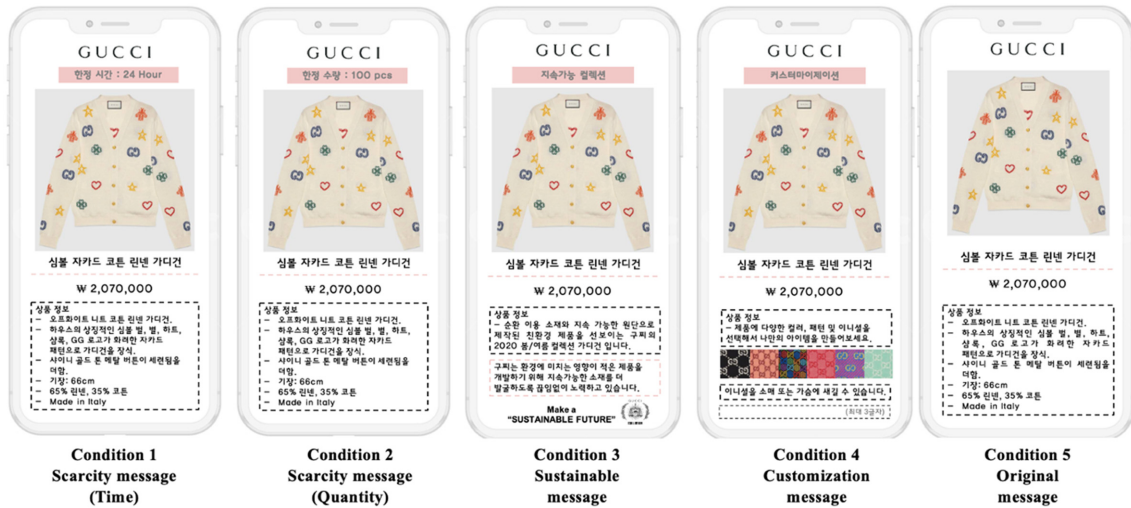 GUCCI
한정 시간 : 24 Hour
심볼 자카드 코튼 린넨 가디건
₩ 2,070,000
상품 정보
- 오프화이트 니트 코튼 린넨 가디건.
- 하우스의 상징적인 심볼 벌, 별, 하트,
샴록, GG 로고가 화려한 자카드
패턴으로 가디건을 장식.
- 샤이니 골드 톤 메탈 버튼이 세련됨을
더함.
- 기장: 66cm
- 65% 린넨, 35% 코튼
- Made in Italy
Condition 1
Scarcity message
(Time)
GUCCI
한정 수량 : 100 pcs
심볼 자카드 코튼 린넨 가디건
₩ 2,070,000
상품 정보
- 오프화이트 니트 코튼 린넨 가디건.
- 하우스의 상징적인 심볼 벌, 별, 하트,
샴록, GG 로고가 화려한 자카드
패턴으로 가디건을 장식.
- 샤이니 골드 톤 메탈 버튼이 세련됨을
더함.
- 기장: 66cm
- 65% 린넨, 35% 코튼
- Made in Italy
Condition 2
Scarcity message
(Quantity)
GUCCI
지속가능 컬렉션
심볼 자카드 코튼 린넨 가디건
₩ 2,070,000
상품 정보
- 순환 이용 소재와 지속 가능한 원단으로
제작된 친환경 제품을 선보이는 구찌의
2020 봄/여름 컬렉션 가디건 입니다.
구찌는 환경에 미치는 영향이 적은 제품을
개발하기 위해 지속가능한 소재를 더
발굴하도록 끊임없이 노력하고 있습니다.
Make a
"SUSTAINABLE FUTURE"
Condition 3
Sustainable
message
GUCCI
커스터마이제이션
심볼 자카드 코튼 린넨 가디건
₩ 2,070,000
상품 정보
- 제품에 다양한 컬러, 패턴 및 이니셜을
선택해서 나만의 아이템을 만들어보세요.
이니셜을 소매 또는 가슴에 새길 수 있습니다.
(최대 3글자)
Condition 4
Customization
message
GUCCI
심볼 자카드 코튼 린넨 가디건
₩ 2,070,000
상품 정보
- 오프화이트 니트 코튼 린넨 가디건.
- 하우스의 상징적인 심볼 벌, 별, 하트,
샴록, GG 로고가 화려한 자카드
패턴으로 가디건을 장식.
- 샤이니 골드 톤 메탈 버튼이 세련됨을
더함.
- 기장: 66cm
- 65% 린넨, 35% 코튼
- Made in Italy
Condition 5
Original
message